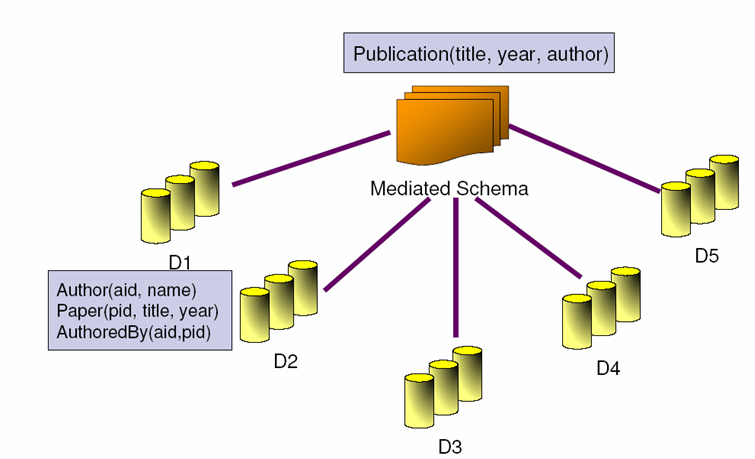 Publication(title, year, author)
Mediated Schema
D1
D5
Author(aid, name)
Paper(pid, title, year)
AuthoredBy(aid,pid)
D2
D4
D3